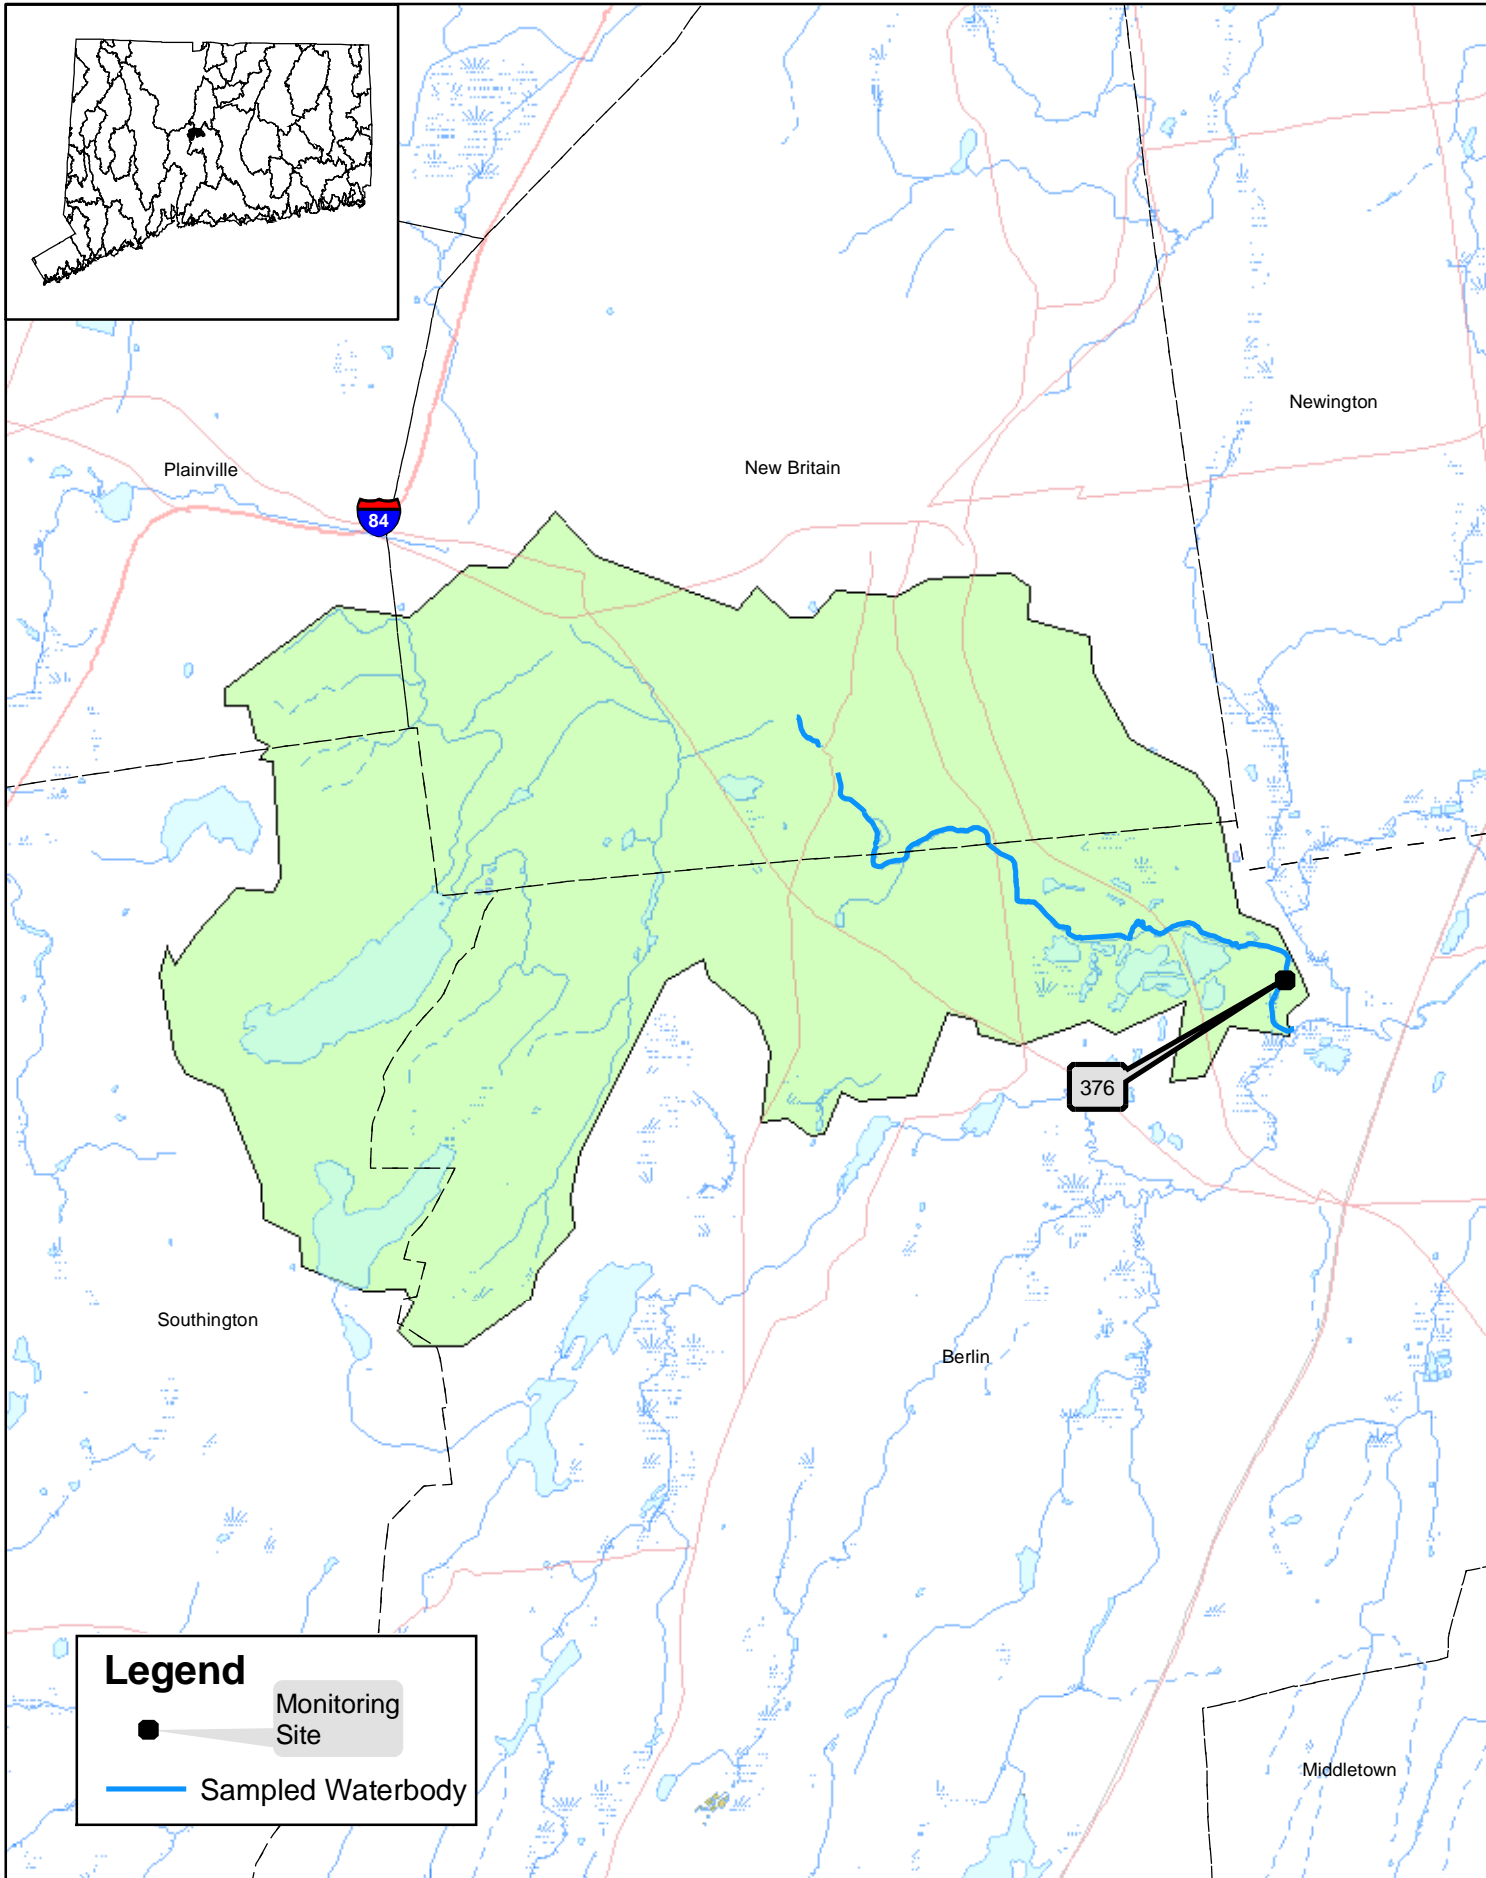 Newington
Plainville
New Britain
84
376
Southington
Berlin
Legend
Monitoring
Site
Sampled Waterbody
Middletown